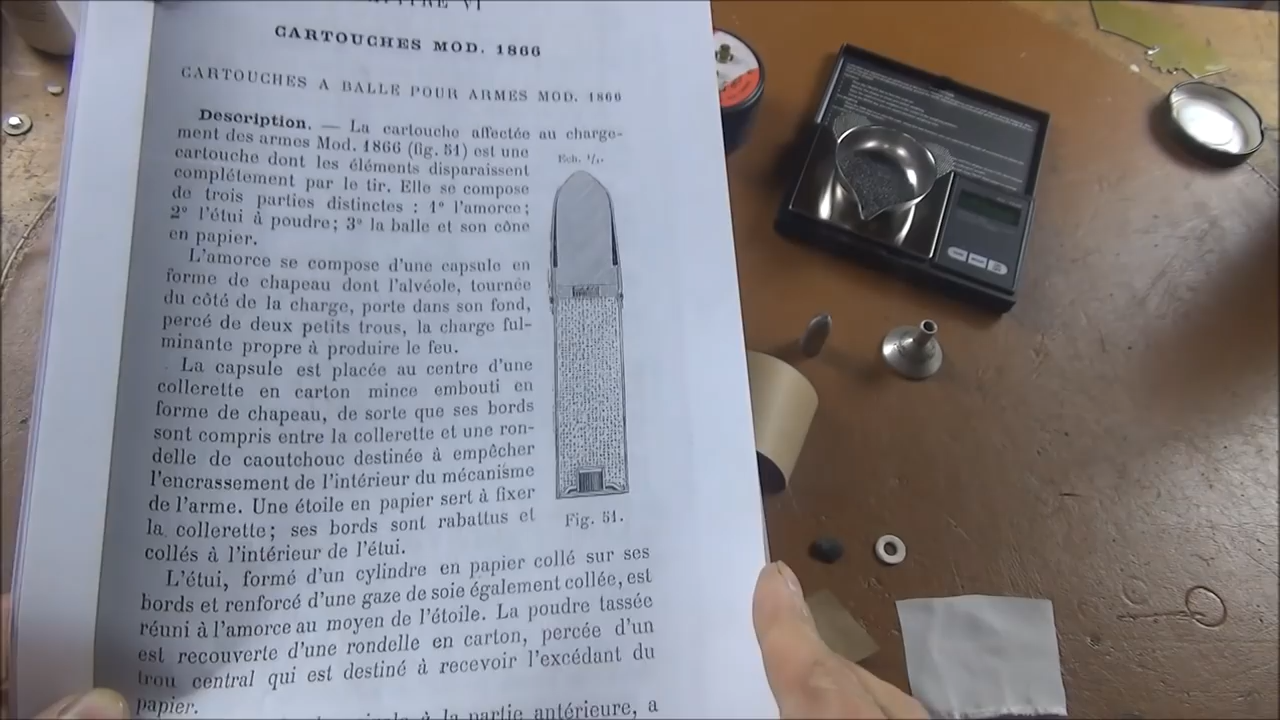 VI
CARTOUCHES MOD. 1866
CARTOUCHES A BALLE POUR ARMES MOD. 1866
Description. — La cartouche affectée au charge-
ment des armes Mod. 1866 (fig. 51) est une
cartouche dont les éléments disparaissent
complétement par le tir. Elle se compose
de trois parties distinctes : 1° l'amorce;
2° l'étui à poudre; 3° la balle et son cône
en papier.
Ech. 1/1.
L'amorce se compose d'une capsule en
forme de chapeau dont l'alvéole, tournée
du côté de la charge, porte dans son fond,
percé de deux petits trous, la charge ful-
minante propre à produire le feu.
La capsule est placée au centre d'une
collerette en carton mince embouti en
forme de chapeau, de sorte que ses bords
sont compris entre la collerette et une ron-
delle de caoutchouc destinée à empêcher
l'encrassement de l'intérieur du mécanisme
de l'arme. Une étoile en papier sert à fixer
la collerette; ses bords sont rabattus et
collés à l'intérieur de l'étui.
Fig. 51.
L'étui, formé d'un cylindre en papier collé sur ses
bords et renforcé d'une gaze de soie également collée, est
réuni à l'amorce au moyen de l'étoile. La poudre tassée
est recouverte d'une rondelle en carton, percée d'un
trou central qui est destiné à recevoir l'excédant du
papier.
à la partie antérieure, a